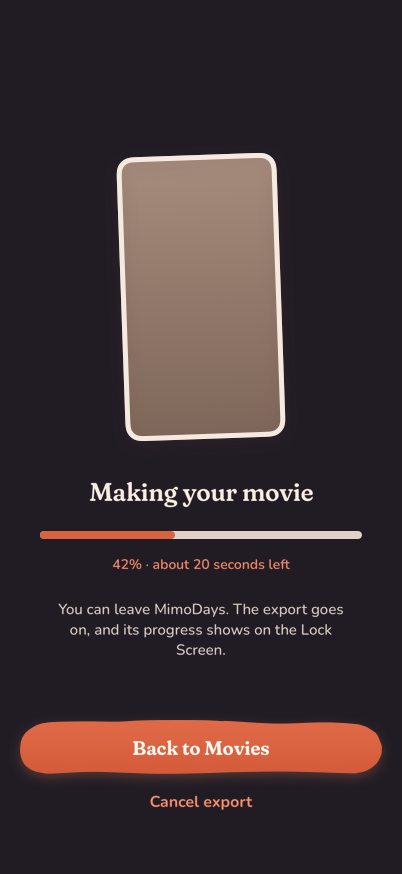 Making your movie
42% · about 20 seconds left
You can leave MimoDays. The export goes
on, and its progress shows on the Lock
Screen.
Back to Movies
Cancel export